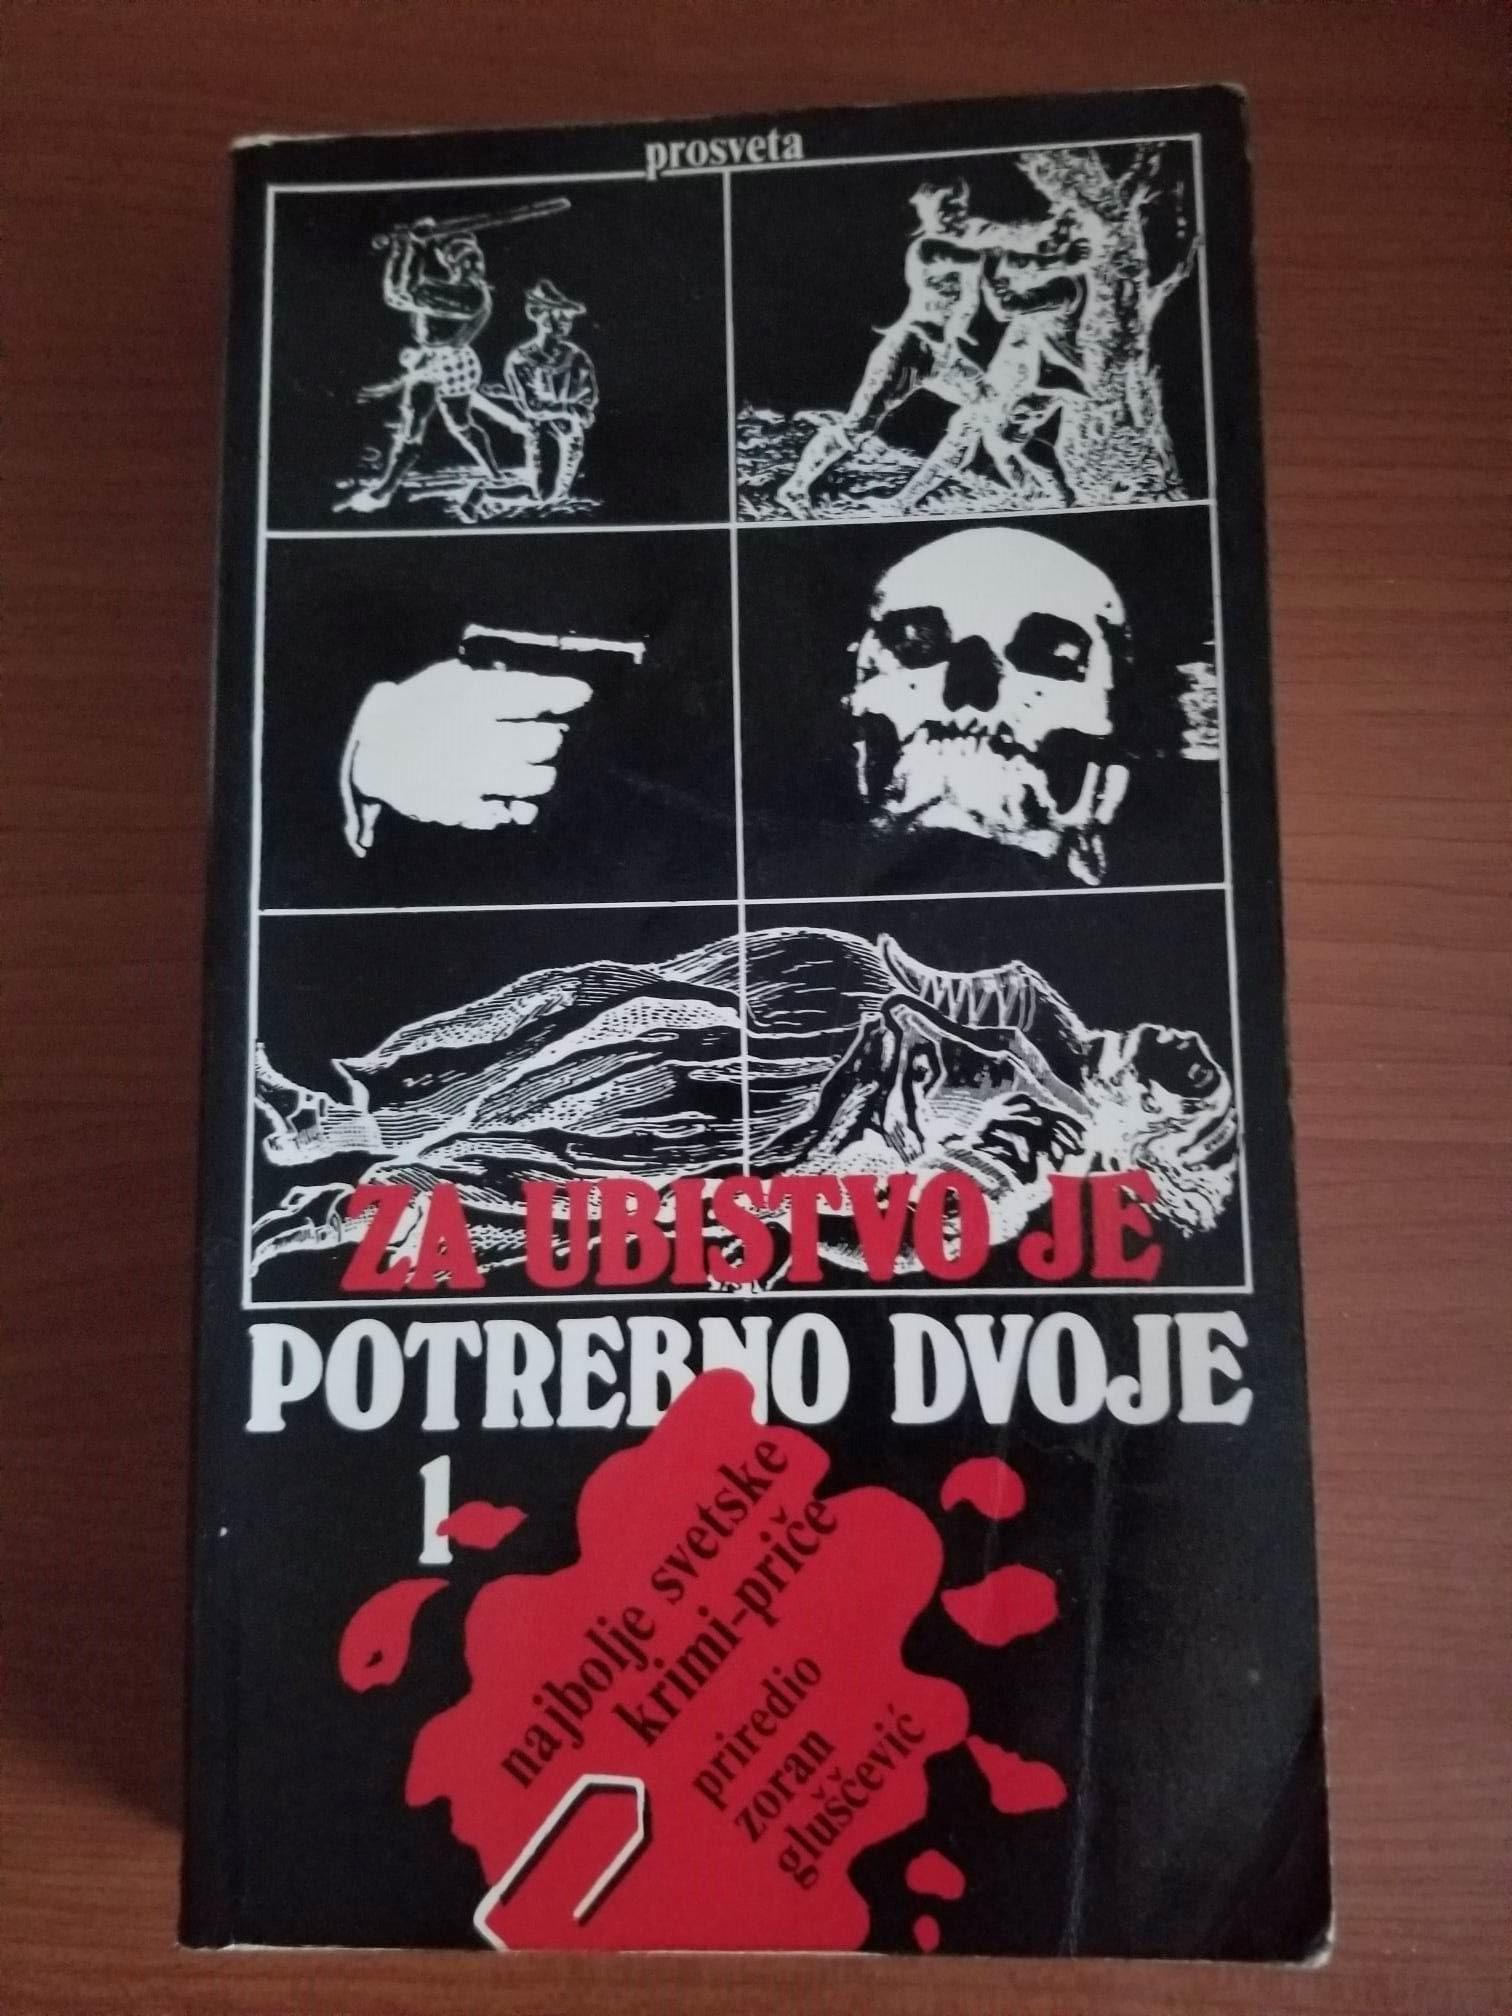 prosveta
ZA UBISTVO JE
POTREBNO DVOJE
1
najbolje svetske
krimi-priče
priredio
zoran
gluščević